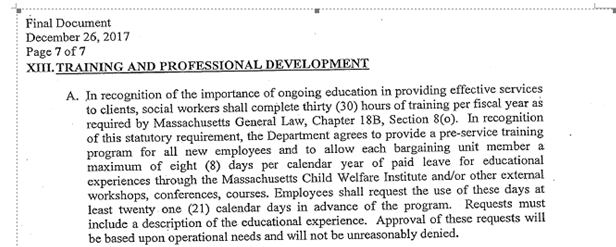 Final Document
December 26, 2017
Page 7 of 7
XIII. TRAINING AND PROFESSIONAL DEVELOPMENT
A. In recognition of the importance of ongoing education in providing effective services
to clients, social workers shall complete thirty (30) hours of training per fiscal year as
required by Massachusetts General Law, Chapter 18B, Section 8(o). In recognition
of this statutory requirement, the Department agrees to provide a pre-service training
program for all new employees and to allow each bargaining unit member a
maximum of eight (8) days per calendar year of paid leave for educational
experiences through the Massachusetts Child Welfare Institute and/or other external
workshops, conferences, courses. Employees shall request the use of these days at
least twenty one (21) calendar days in advance of the program. Requests must
include a description of the educational experience. Approval of these requests will
be based upon operational needs and will not be unreasonably denied.